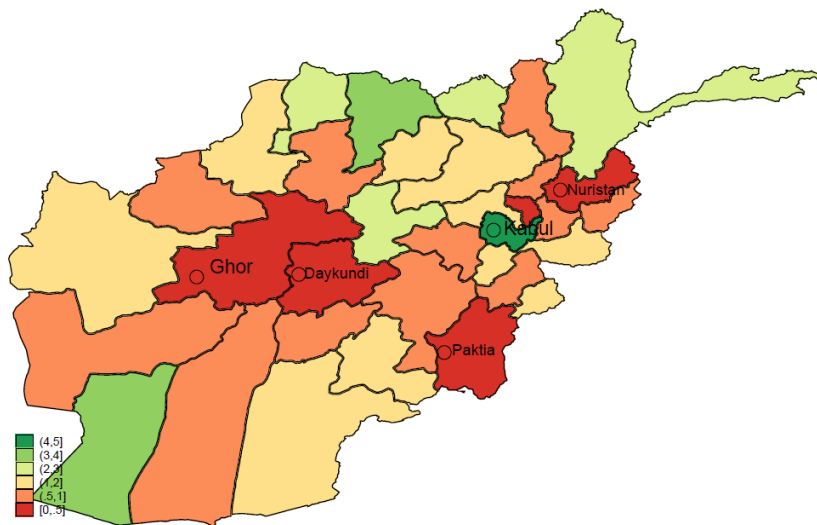 Nuristan
Kabul
Ghor
Daykundi
Paktia
(4,5]
(3,4]
(2,3]
(1,2]
(.5,1]
[0,.5]